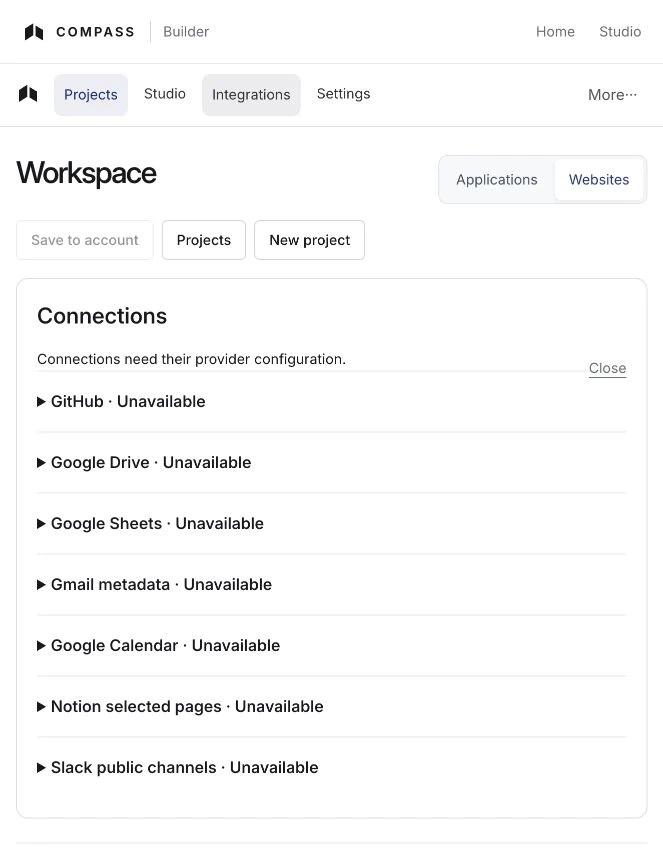 COMPASS Builder Home Studio
Projects Studio Integrations Settings More···
Workspace
Applications Websites
Save to account Projects New project
Connections
Connections need their provider configuration.
Close
GitHub · Unavailable
Google Drive · Unavailable
Google Sheets · Unavailable
Gmail metadata · Unavailable
Google Calendar · Unavailable
Notion selected pages · Unavailable
Slack public channels · Unavailable